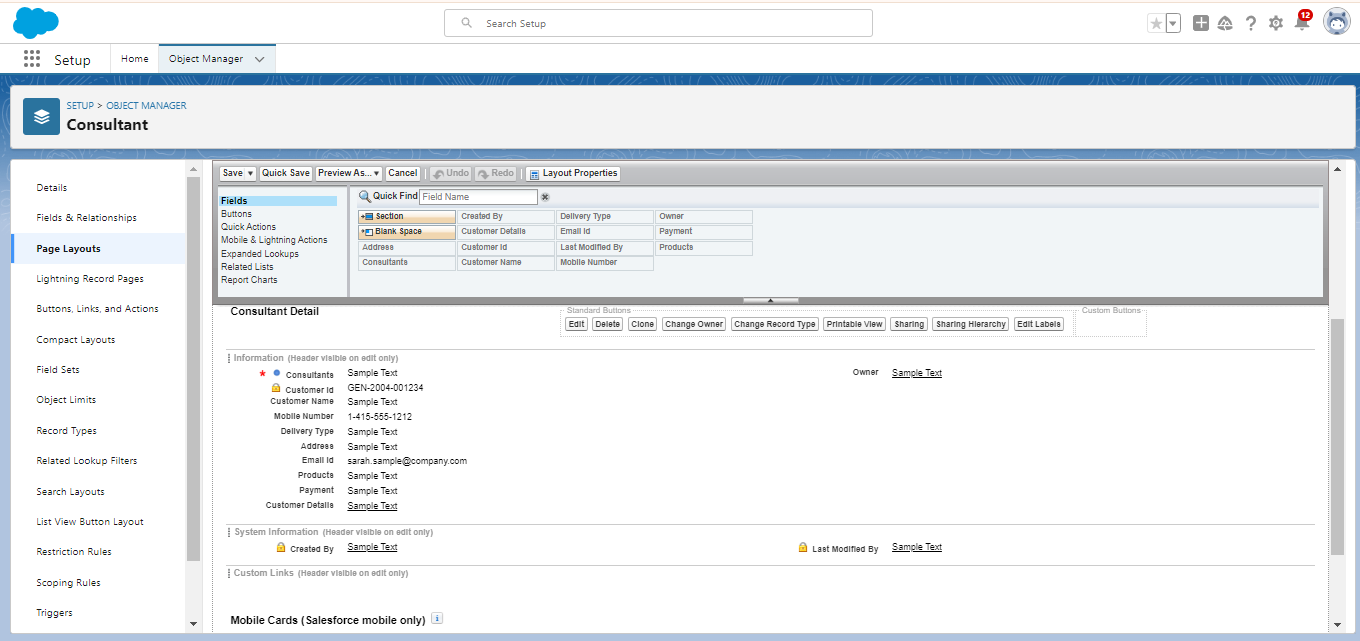 Search Setup
12
Setup
Home
Object Manager
SETUP > OBJECT MANAGER
Consultant
Details
Fields & Relationships
Page Layouts
Lightning Record Pages
Buttons, Links, and Actions
Compact Layouts
Field Sets
Object Limits
Record Types
Related Lookup Filters
Search Layouts
List View Button Layout
Restriction Rules
Scoping Rules
Triggers
Save Quick Save Preview As... Cancel Undo Redo Layout Properties
Fields
Buttons
Quick Actions
Mobile & Lightning Actions
Expanded Lookups
Related Lists
Report Charts
Quick Find Field Name
Section Created By Delivery Type Owner
Blank Space Customer Details Email Id Payment
Address Customer Id Last Modified By Products
Consultants Customer Name Mobile Number
Consultant Detail
Standard Buttons
Edit Delete Clone Change Owner Change Record Type Printable View Sharing Sharing Hierarchy Edit Labels
Custom Buttons
Information (Header visible on edit only)
* Consultants Sample Text Owner Sample Text
Customer Id GEN-2004-001234
Customer Name Sample Text
Mobile Number 1-415-555-1212
Delivery Type Sample Text
Address Sample Text
Email Id sarah.sample@company.com
Products Sample Text
Payment Sample Text
Customer Details Sample Text
System Information (Header visible on edit only)
Created By Sample Text Last Modified By Sample Text
Custom Links (Header visible on edit only)
Mobile Cards (Salesforce mobile only) i